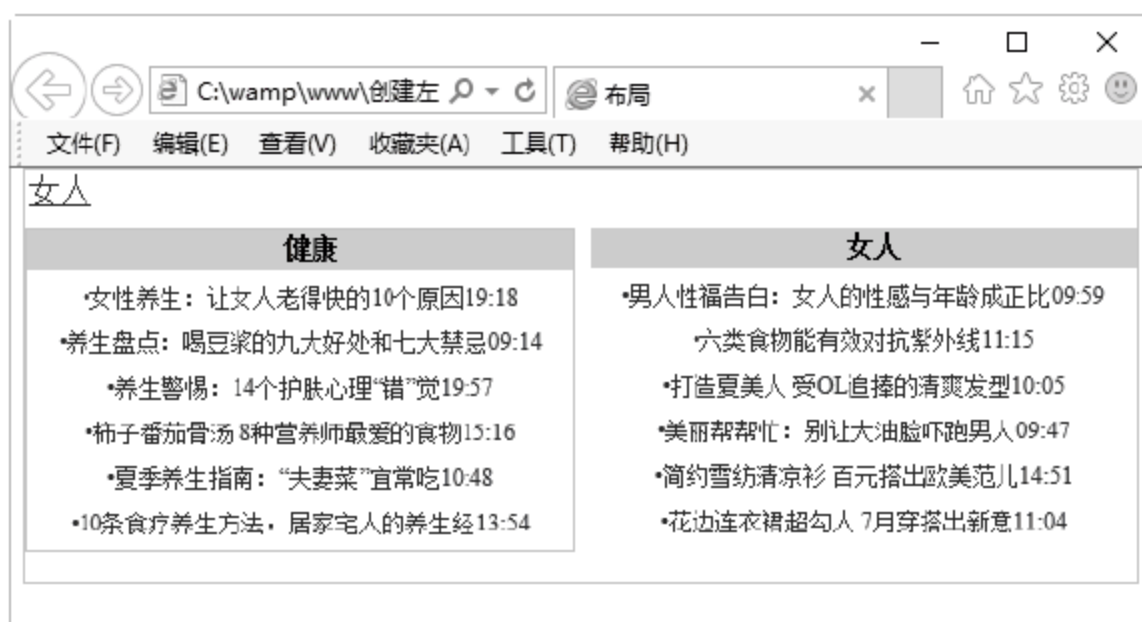 C:\wamp\www\创建左
布局
文件(F) 编辑(E) 查看(V) 收藏夹(A) 工具(T) 帮助(H)
女人
健康
•女性养生：让女人老得快的10个原因19:18
•养生盘点：喝豆浆的九大好处和七大禁忌09:14
•养生警惕：14个护肤心理“错”觉19:57
•柿子番茄骨汤 8种营养师最爱的食物15:16
•夏季养生指南：“夫妻菜”宜常吃10:48
•10条食疗养生方法，居家宅人的养生经13:54
女人
•男人性福告白：女人的性感与年龄成正比09:59
•六类食物能有效对抗紫外线11:15
•打造夏美人 受OL追捧的清爽发型10:05
•美丽帮帮忙：别让大油脸吓跑男人09:47
•简约雪纺清凉衫 百元搭出欧美范儿14:51
•花边连衣裙超勾人 7月穿搭出新意11:04